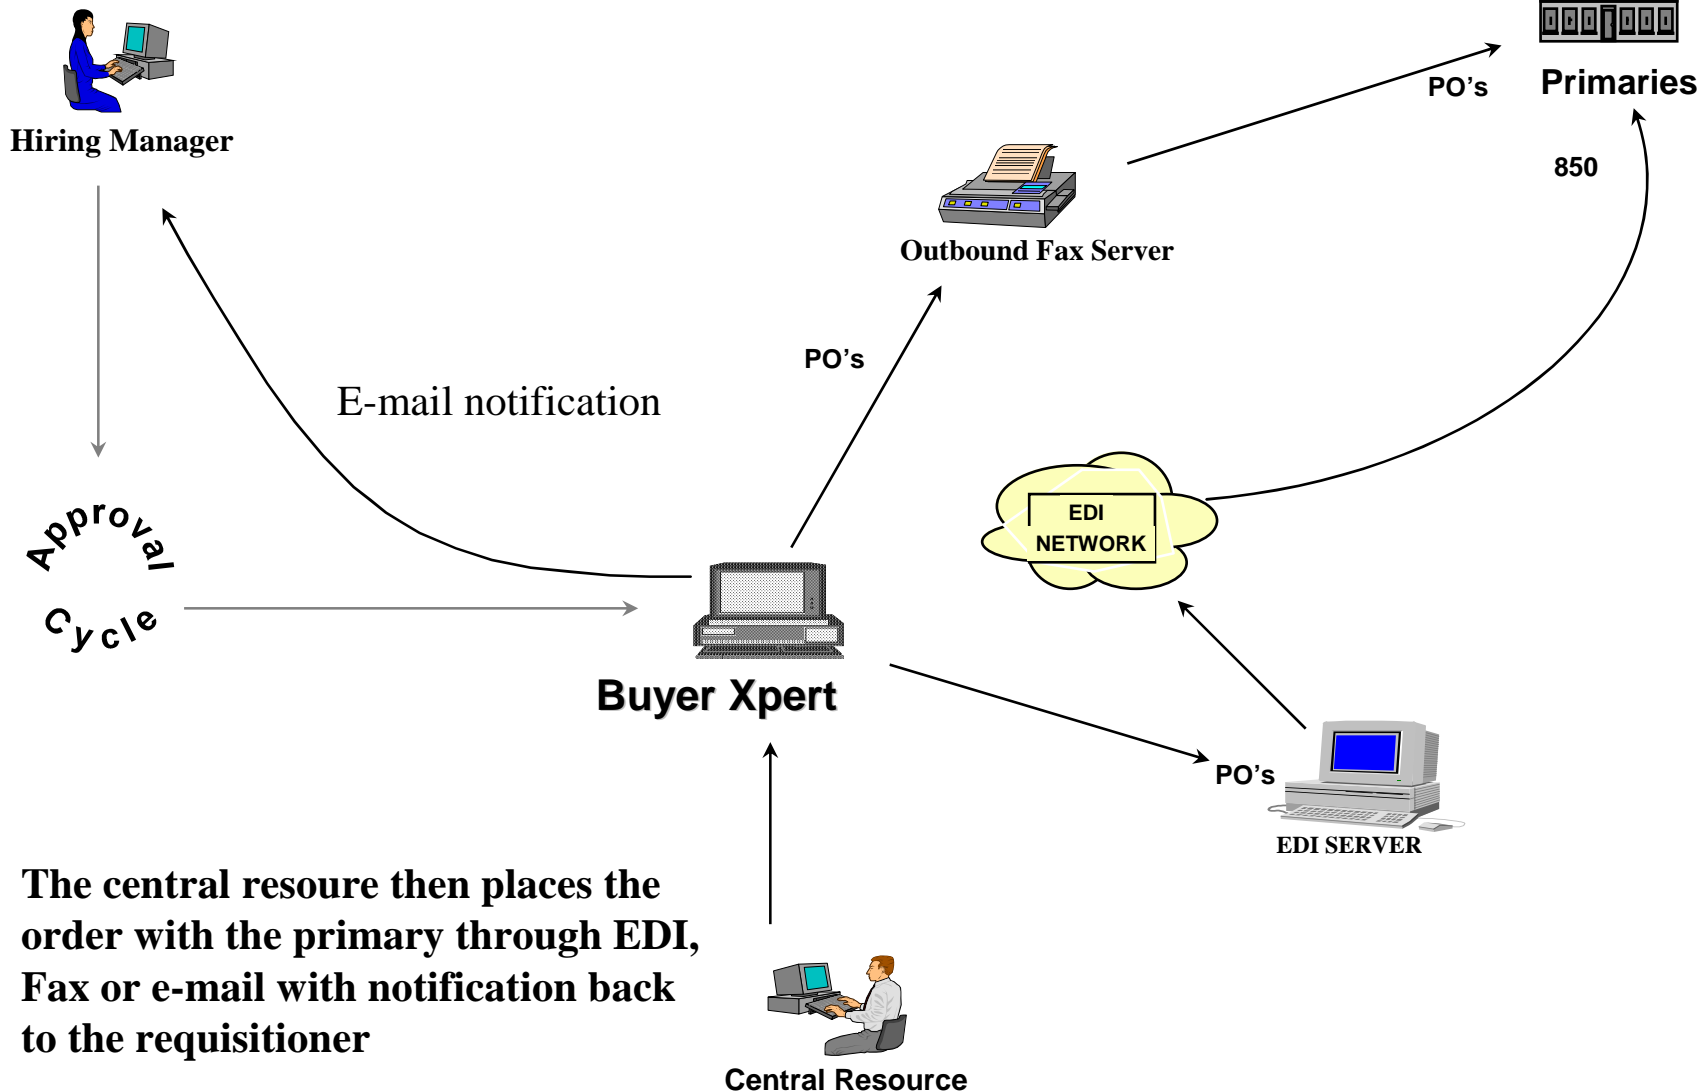 Primaries
PO's
Hiring Manager
850
Outbound Fax Server
PO's
E-mail notification
EDI
NETWORK
Approval
Cycle
Buyer Xpert
PO's
EDI SERVER
The central resoure then places the
order with the primary through EDI,
Fax or e-mail with notification back
to the requisitioner
Central Resource